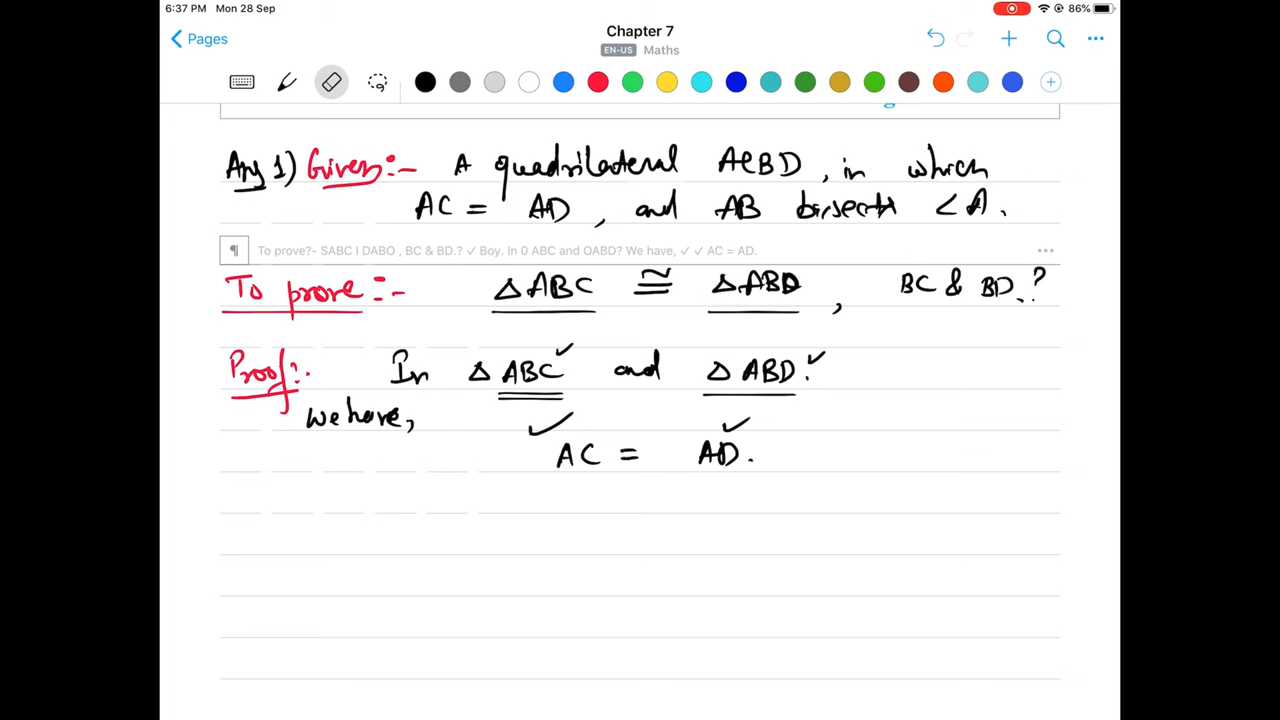 6:37 PM Mon 28 Sep 86%
Pages Chapter 7
EN-US Maths
Ans 1) Given:- A quadrilateral ACBD, in which
AC = AD, and AB bisects <A.
To prove?- SABC I DABO , BC & BD.? ✓ Boy. In 0 ABC and OABD? We have, ✓ ✓ AC = AD.
To prove:- △ABC ≅ △ABD, BC & BD.?
Proof:- In △ ABC ✓ and △ ABD. ✓
we have,
✓ ✓
AC = AD.